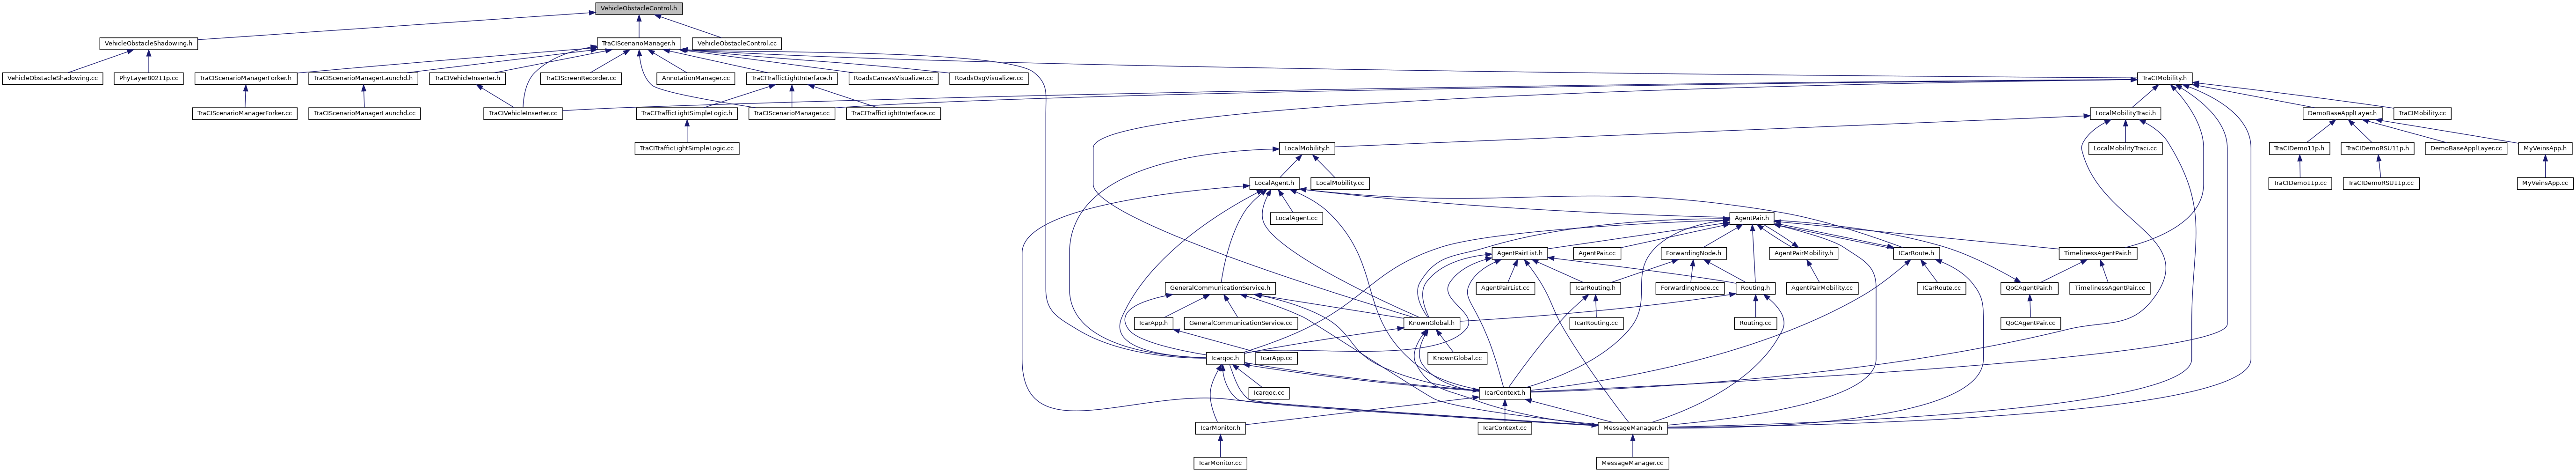 VehicleObstacleControl.h
VehicleObstacleShadowing.h
TraCIScenarioManager.h
VehicleObstacleControl.cc
VehicleObstacleShadowing.cc
PhyLayer80211p.cc
TraCIScenarioManagerForker.h
TraCIScenarioManagerLaunchd.h
TraCIVehicleInserter.h
TraCIScreenRecorder.cc
AnnotationManager.cc
TraCITrafficLightInterface.h
RoadsCanvasVisualizer.cc
RoadsOsgVisualizer.cc
TraCIMobility.h
TraCIScenarioManagerForker.cc
TraCIScenarioManagerLaunchd.cc
TraCIVehicleInserter.cc
TraCITrafficLightSimpleLogic.h
TraCIScenarioManager.cc
TraCITrafficLightInterface.cc
LocalMobilityTraci.h
DemoBaseApplLayer.h
TraCIMobility.cc
TraCITrafficLightSimpleLogic.cc
LocalMobility.h
LocalMobilityTraci.cc
TraCIDemo11p.h
TraCIDemoRSU11p.h
DemoBaseApplLayer.cc
MyVeinsApp.h
LocalAgent.h
LocalMobility.cc
TraCIDemo11p.cc
TraCIDemoRSU11p.cc
MyVeinsApp.cc
LocalAgent.cc
AgentPair.h
AgentPairList.h
AgentPair.cc
ForwardingNode.h
AgentPairMobility.h
ICarRoute.h
TimelinessAgentPair.h
GeneralCommunicationService.h
AgentPairList.cc
IcarRouting.h
ForwardingNode.cc
Routing.h
AgentPairMobility.cc
ICarRoute.cc
QoCAgentPair.h
TimelinessAgentPair.cc
IcarApp.h
GeneralCommunicationService.cc
KnownGlobal.h
IcarRouting.cc
Routing.cc
QoCAgentPair.cc
Icarqoc.h
IcarApp.cc
KnownGlobal.cc
Icarqoc.cc
IcarContext.h
IcarMonitor.h
IcarContext.cc
MessageManager.h
IcarMonitor.cc
MessageManager.cc